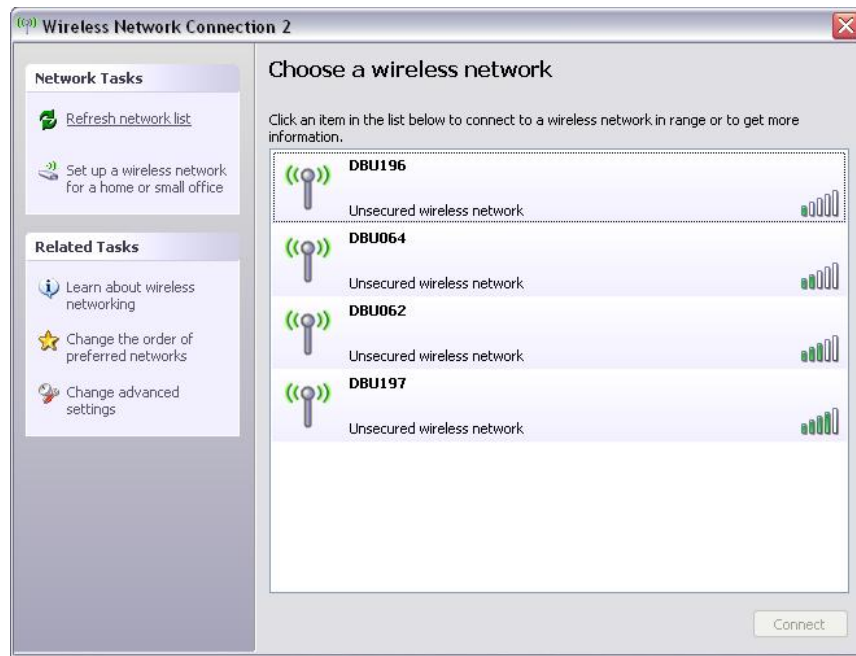 Wireless Network Connection 2
Network Tasks
Refresh network list
Set up a wireless network
for a home or small office
Related Tasks
Learn about wireless
networking
Change the order of
preferred networks
Change advanced
settings
Choose a wireless network
Click an item in the list below to connect to a wireless network in range or to get more
information.
DBU196
Unsecured wireless network
DBU064
Unsecured wireless network
DBU062
Unsecured wireless network
DBU197
Unsecured wireless network
Connect